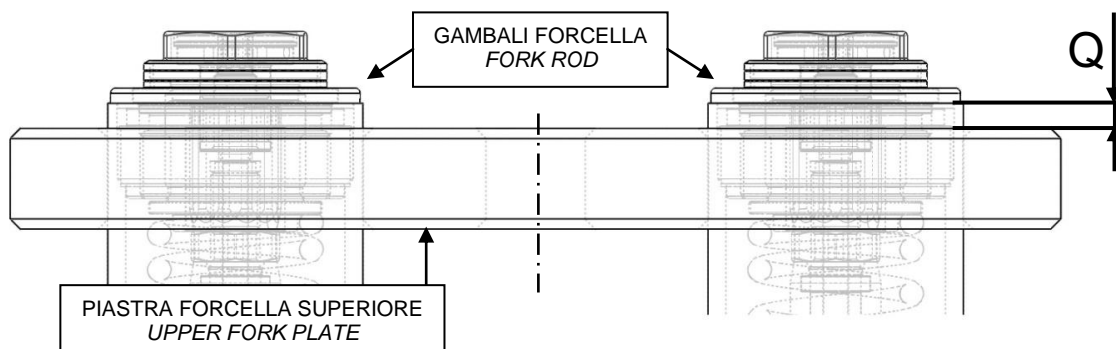 GAMBALI FORCELLA
FORK ROD
Q
PIASTRA FORCELLA SUPERIORE
UPPER FORK PLATE